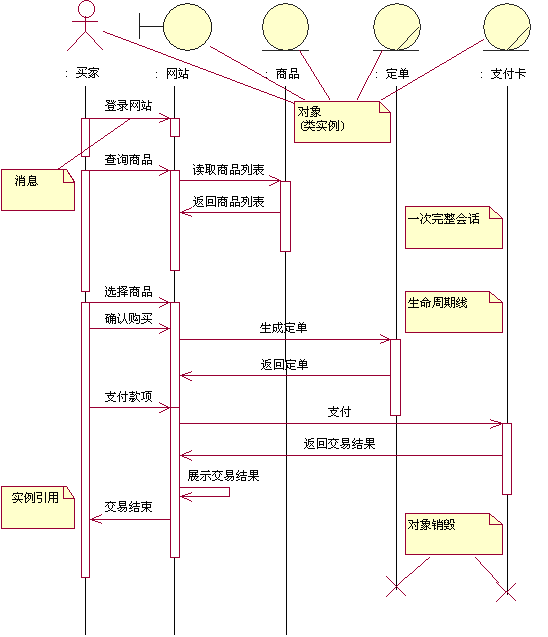 : 买家
: 网站
: 商品
: 定单
: 支付卡
登录网站
对象
(类实例)
查询商品
消息
读取商品列表
返回商品列表
一次完整会话
选择商品
生命周期线
确认购买
生成定单
返回定单
支付款项
支付
返回交易结果
展示交易结果
实例引用
交易结束
对象销毁